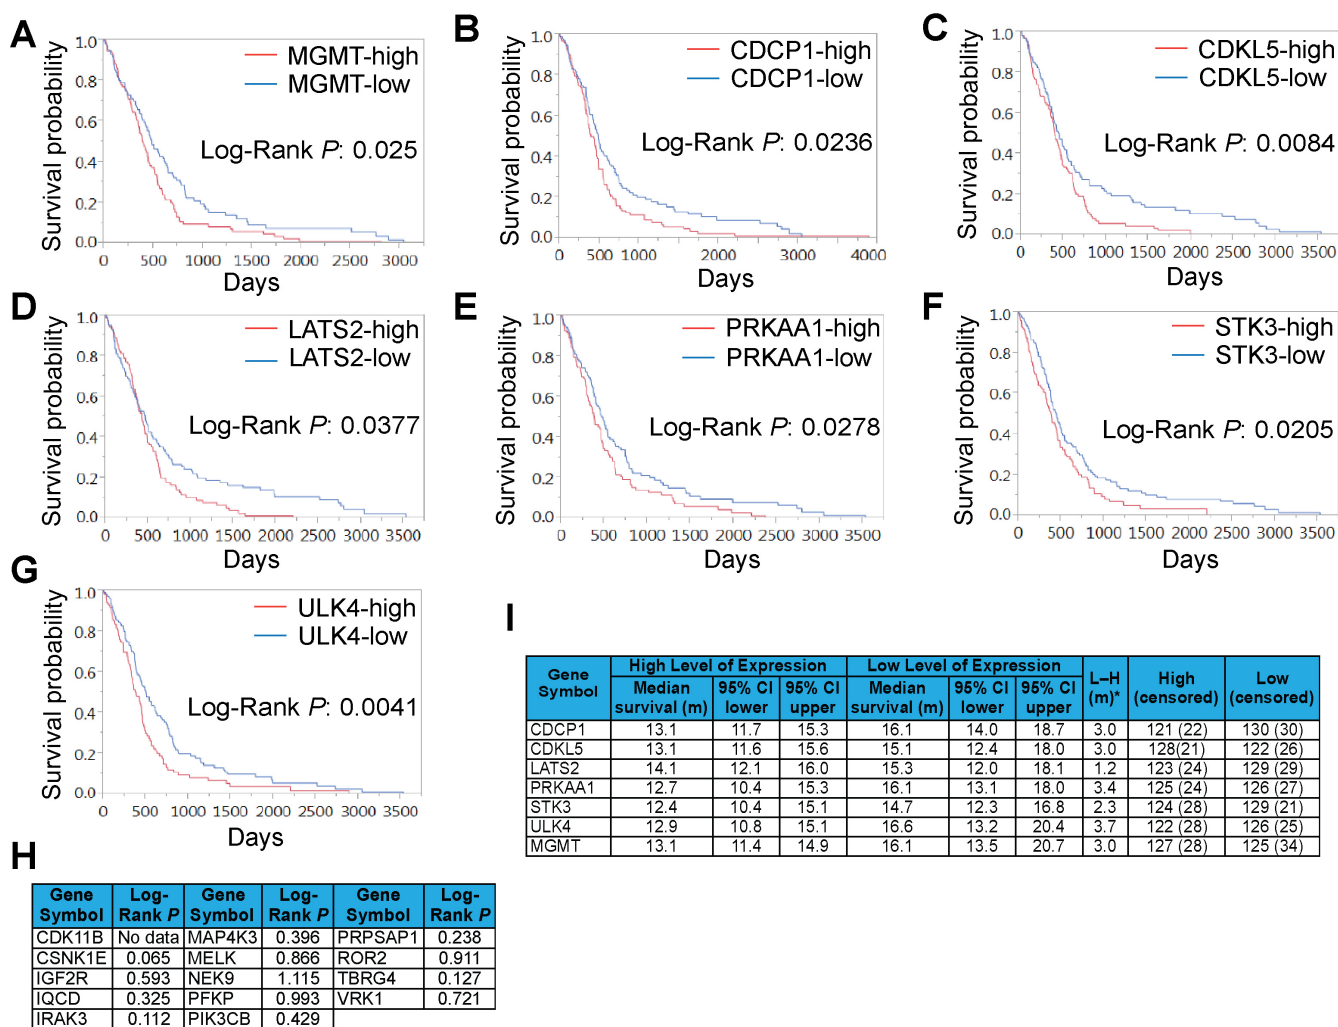 A
Survival probability
1.0
0.8
0.6
0.4
0.2
0.0
MGMT-high
MGMT-low
Log-Rank P: 0.025
0 500 1000 1500 2000 2500 3000
Days
B
Survival probability
1.0
0.8
0.6
0.4
0.2
0.0
CDCP1-high
CDCP1-low
Log-Rank P: 0.0236
0 500 1000 2000 3000 4000
Days
C
Survival probability
1.0
0.8
0.6
0.4
0.2
0.0
CDKL5-high
CDKL5-low
Log-Rank P: 0.0084
0 500 1000 1500 2000 2500 3000 3500
Days
D
Survival probability
1.0
0.8
0.6
0.4
0.2
0.0
LATS2-high
LATS2-low
Log-Rank P: 0.0377
0 500 1000 1500 2000 2500 3000 3500
Days
E
Survival probability
1.0
0.8
0.6
0.4
0.2
0.0
PRKAA1-high
PRKAA1-low
Log-Rank P: 0.0278
0 500 1000 1500 2000 2500 3000 3500
Days
F
Survival probability
1.0
0.8
0.6
0.4
0.2
0.0
STK3-high
STK3-low
Log-Rank P: 0.0205
0 500 1000 1500 2000 2500 3000 3500
Days
G
Survival probability
1.0
0.8
0.6
0.4
0.2
0.0
ULK4-high
ULK4-low
Log-Rank P: 0.0041
0 500 1000 1500 2000 2500 3000 3500
Days
H
Gene Log- Gene Log- Gene Log-
Symbol Rank P Symbol Rank P Symbol Rank P
CDK11B No data MAP4K3 0.396 PRPSAP1 0.238
CSNK1E 0.065 MELK 0.866 ROR2 0.911
IGF2R 0.593 NEK9 1.115 TBRG4 0.127
IQCD 0.325 PFKP 0.993 VRK1 0.721
IRAK3 0.112 PIK3CB 0.429
I
Gene Symbol High Level of Expression Low Level of Expression L–H (m)* High (censored) Low (censored)
Median survival (m) 95% CI lower 95% CI upper Median survival (m) 95% CI lower 95% CI upper
CDCP1 13.1 11.7 15.3 16.1 14.0 18.7 3.0 121 (22) 130 (30)
CDKL5 13.1 11.6 15.6 15.1 12.4 18.0 3.0 128(21) 122 (26)
LATS2 14.1 12.1 16.0 15.3 12.0 18.1 1.2 123 (24) 129 (29)
PRKAA1 12.7 10.4 15.3 16.1 13.1 18.0 3.4 125 (24) 126 (27)
STK3 12.4 10.4 15.1 14.7 12.3 16.8 2.3 124 (28) 129 (21)
ULK4 12.9 10.8 15.1 16.6 13.2 20.4 3.7 122 (28) 126 (25)
MGMT 13.1 11.4 14.9 16.1 13.5 20.7 3.0 127 (28) 125 (34)